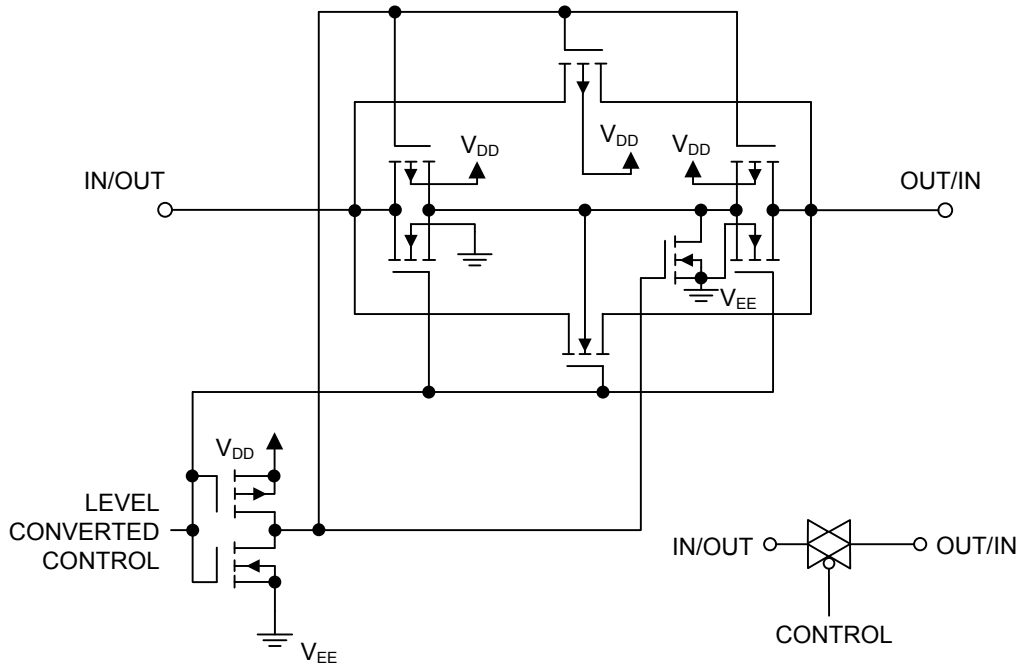 V_DD
V_DD
V_DD
IN/OUT
OUT/IN
V_EE
V_DD
LEVEL
CONVERTED
CONTROL
IN/OUT
OUT/IN
CONTROL
V_EE